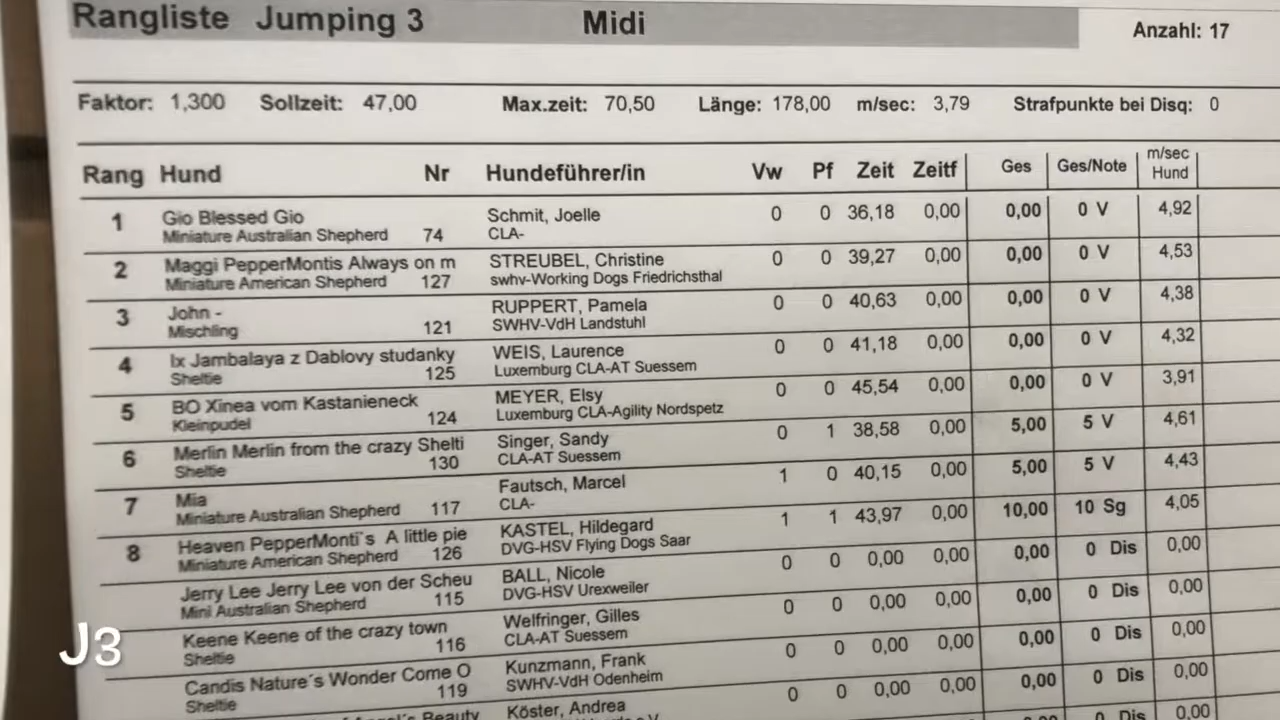 Rangliste Jumping 3 Midi Anzahl: 17
Faktor: 1,300 Sollzeit: 47,00 Max.zeit: 70,50 Länge: 178,00 m/sec: 3,79 Strafpunkte bei Disq: 0
Rang Hund Nr Hundeführer/in Vw Pf Zeit Zeitf Ges Ges/Note m/sec Hund
1 Gio Blessed Gio Schmit, Joelle 0 0 36,18 0,00 0,00 0 V 4,92
Miniature Australian Shepherd 74 CLA-
2 Maggi PepperMontis Always on m STREUBEL, Christine 0 0 39,27 0,00 0,00 0 V 4,53
Miniature American Shepherd 127 swhv-Working Dogs Friedrichsthal
3 John - RUPPERT, Pamela 0 0 40,63 0,00 0,00 0 V 4,38
Mischling 121 SWHV-VdH Landstuhl
4 Ix Jambalaya z Dablovy studanky WEIS, Laurence 0 0 41,18 0,00 0,00 0 V 4,32
Sheltie 125 Luxemburg CLA-AT Suessem
5 BO Xinea vom Kastanieneck MEYER, Elsy 0 0 45,54 0,00 0,00 0 V 3,91
Kleinpudel 124 Luxemburg CLA-Agility Nordspetz
6 Merlin Merlin from the crazy Shelti Singer, Sandy 0 1 38,58 0,00 5,00 5 V 4,61
Sheltie 130 CLA-AT Suessem
7 Mia Fautsch, Marcel 1 0 40,15 0,00 5,00 5 V 4,43
Miniature Australian Shepherd 117 CLA-
8 Heaven PepperMonti`s A little pie KASTEL, Hildegard 1 1 43,97 0,00 10,00 10 Sg 4,05
Miniature American Shepherd 126 DVG-HSV Flying Dogs Saar
Jerry Lee Jerry Lee von der Scheu BALL, Nicole 0 0 0,00 0,00 0,00 0 Dis 0,00
Mini Australian Shepherd 115 DVG-HSV Urexweiler
Keene Keene of the crazy town Welfringer, Gilles 0 0 0,00 0,00 0,00 0 Dis 0,00
Sheltie 116 CLA-AT Suessem
Candis Nature´s Wonder Come O Kunzmann, Frank 0 0 0,00 0,00 0,00 0 Dis 0,00
Sheltie 119 SWHV-VdH Odenheim
Beauty Köster, Andrea 0 0 0,00 0,00 0,00 0 Dis 0,00
Dis 0,00
J3